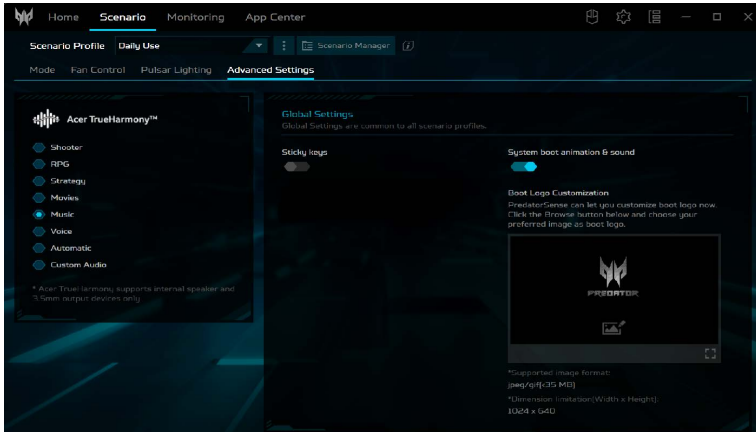 Home Scenario Monitoring App Center
Scenario Profile Daily Use Scenario Manager
Mode Fan Control Pulsar Lighting Advanced Settings
Acer TrueHarmony™
Shooter
RPG
Strategy
Movies
Music
Voice
Automatic
Custom Audio
* Acer TrueHarmony supports internal speaker and
3.5mm output devices only
Global Settings
Global Settings are common to all scenario profiles.
Sticky keys
System boot animation & sound
Boot Logo Customization
PredatorSense can let you customize boot logo now.
Click the Browse button below and choose your
preferred image as boot logo.
PREDATOR
*Supported image format:
jpeg/gif(<35 MB)
*Dimension limitation(Width x Height):
1024 x 640